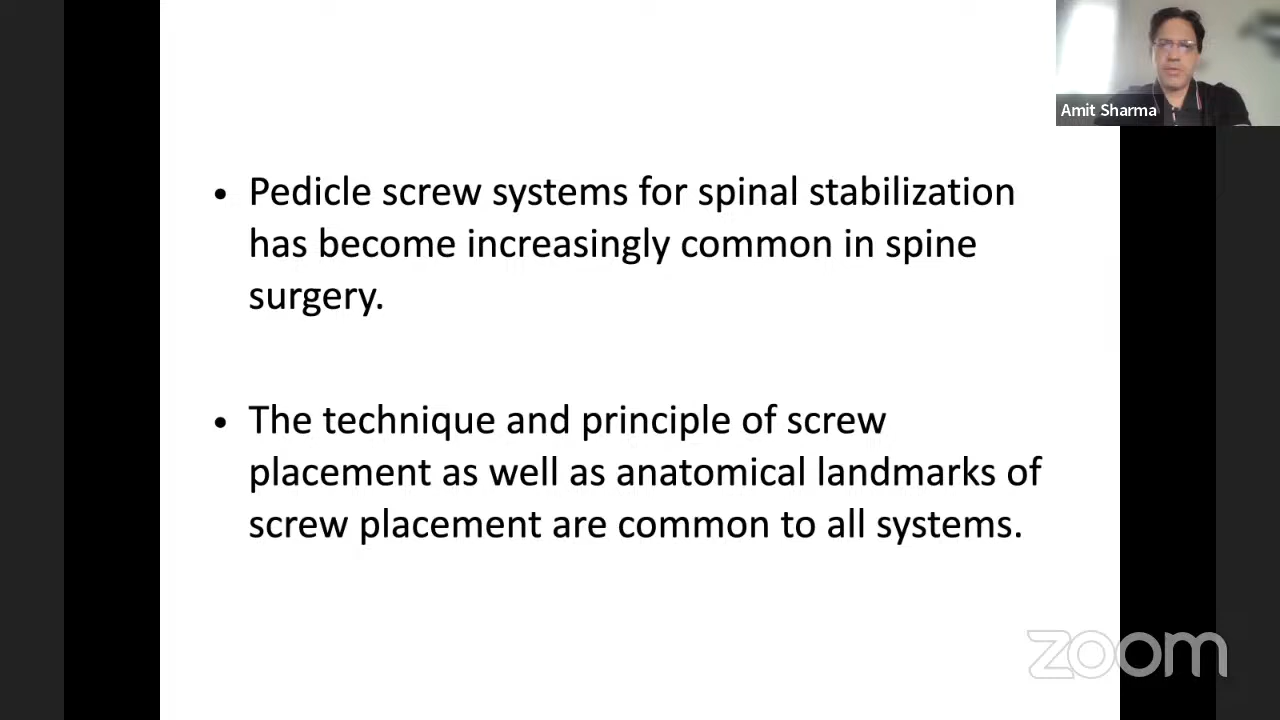 Amit Sharma
• Pedicle screw systems for spinal stabilization
has become increasingly common in spine
surgery.
• The technique and principle of screw
placement as well as anatomical landmarks of
screw placement are common to all systems.
zoom